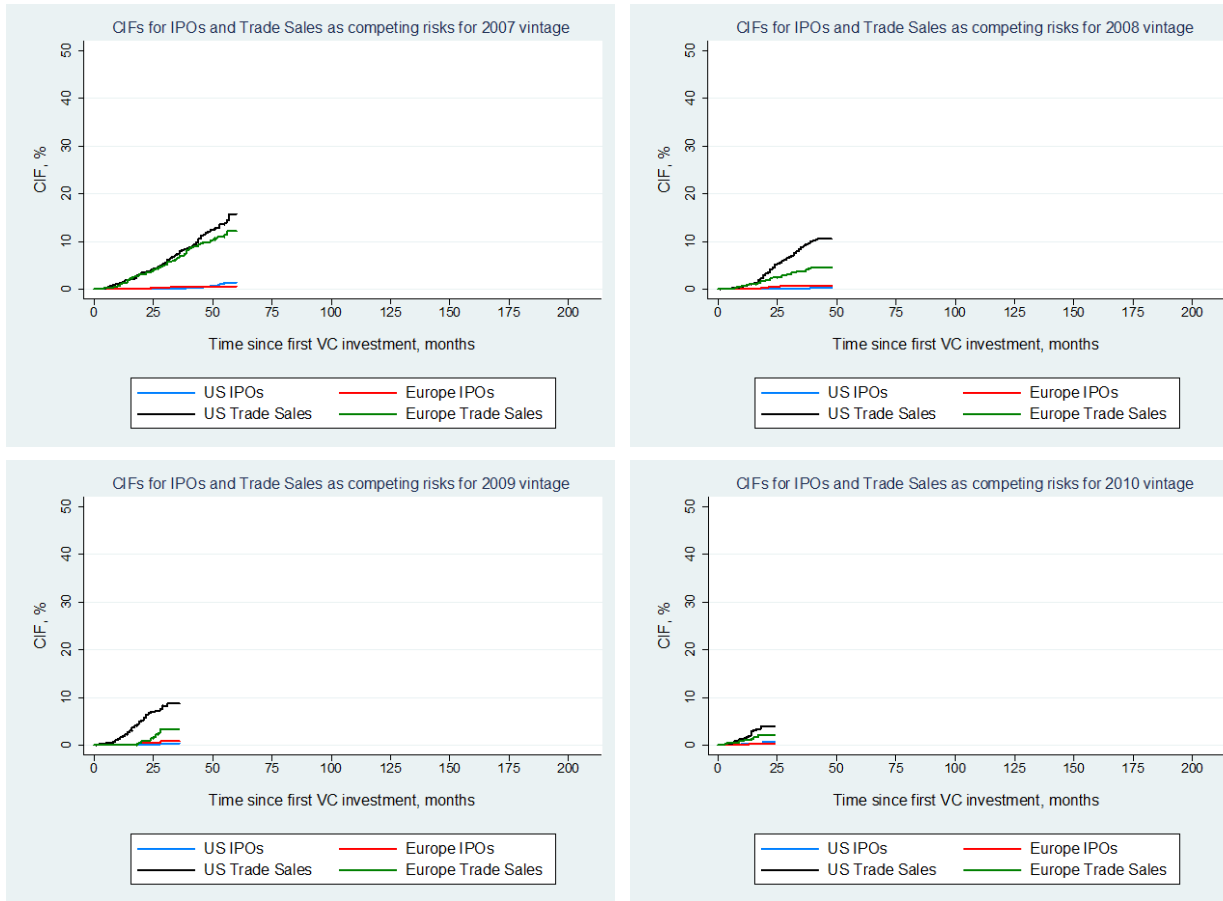 CIFs for IPOs and Trade Sales as competing risks for 2007 vintage
CIF, %
50
40
30
20
10
0
0 25 50 75 100 125 150 175 200
Time since first VC investment, months
US IPOs Europe IPOs
US Trade Sales Europe Trade Sales
CIFs for IPOs and Trade Sales as competing risks for 2008 vintage
CIF, %
50
40
30
20
10
0
0 25 50 75 100 125 150 175 200
Time since first VC investment, months
US IPOs Europe IPOs
US Trade Sales Europe Trade Sales
CIFs for IPOs and Trade Sales as competing risks for 2009 vintage
CIF, %
50
40
30
20
10
0
0 25 50 75 100 125 150 175 200
Time since first VC investment, months
US IPOs Europe IPOs
US Trade Sales Europe Trade Sales
CIFs for IPOs and Trade Sales as competing risks for 2010 vintage
CIF, %
50
40
30
20
10
0
0 25 50 75 100 125 150 175 200
Time since first VC investment, months
US IPOs Europe IPOs
US Trade Sales Europe Trade Sales